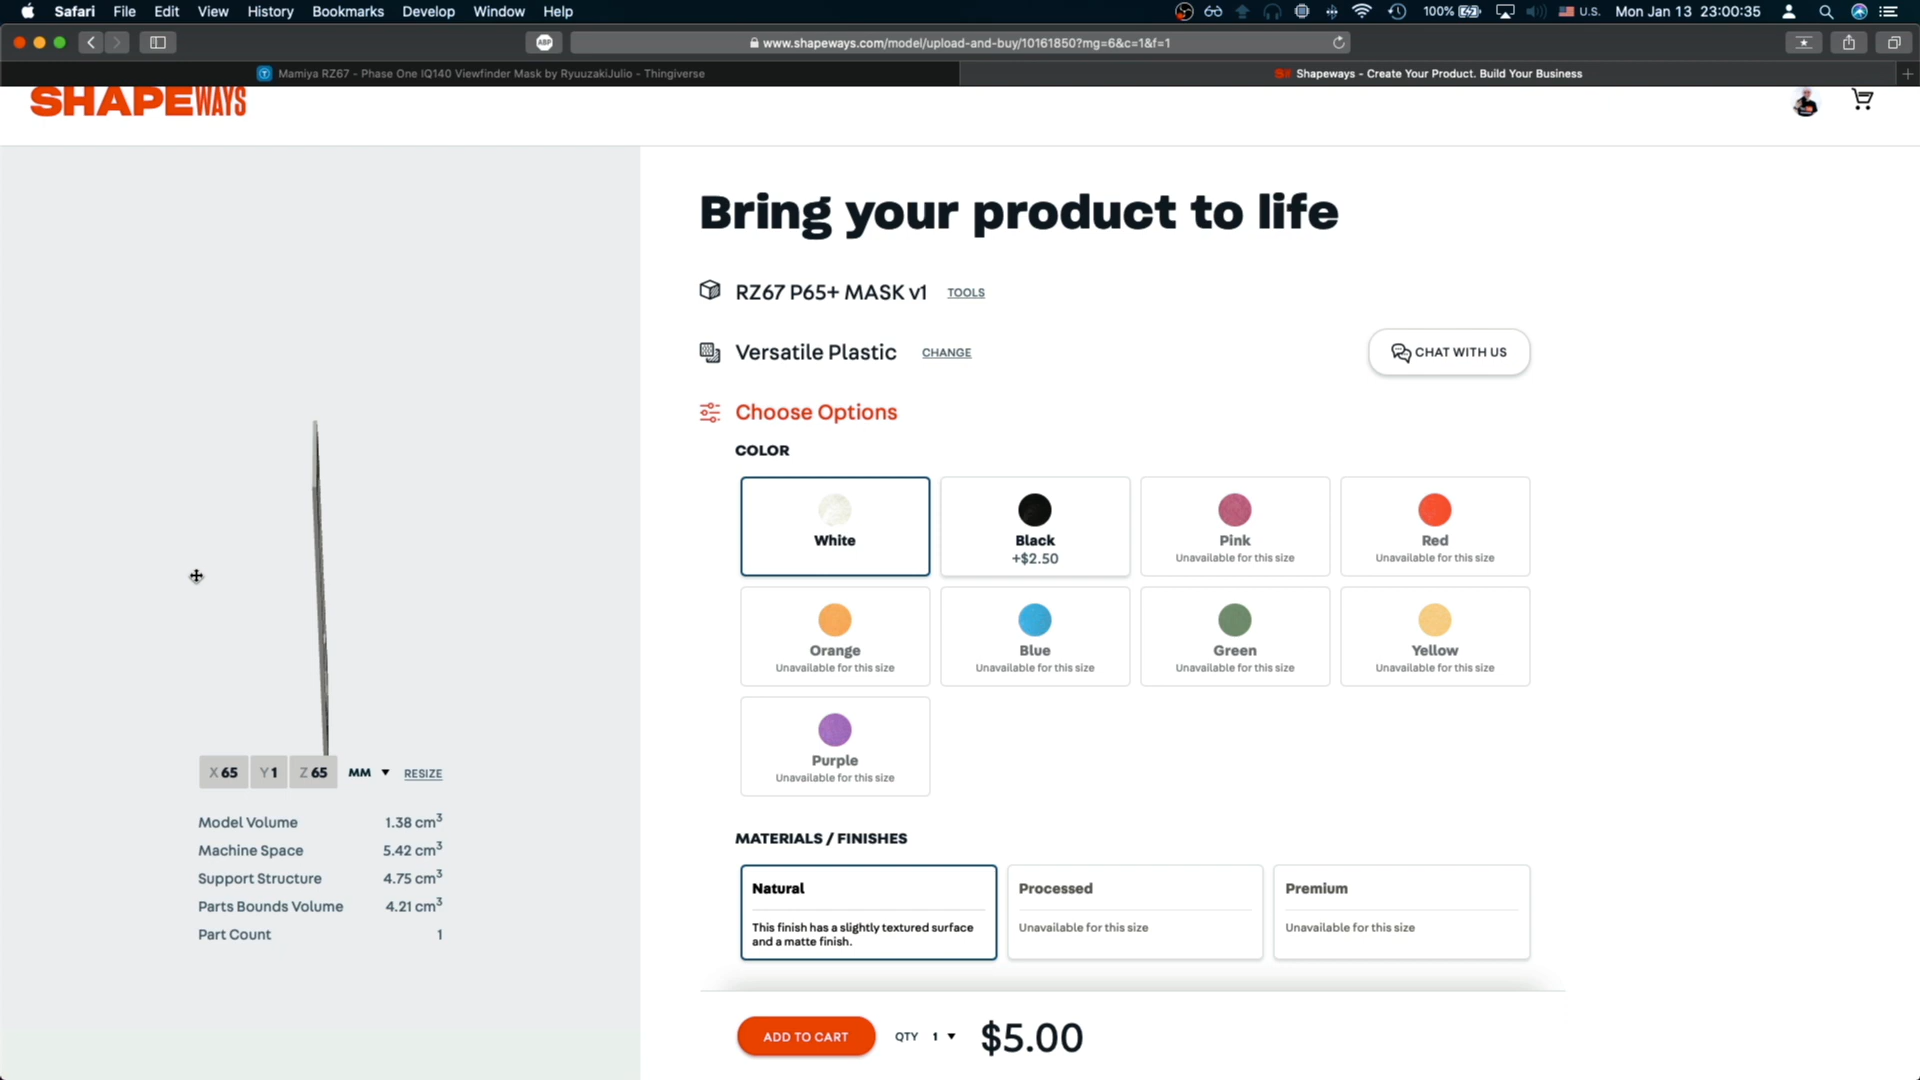 Safari File Edit View History Bookmarks Develop Window Help 100% U.S. Mon Jan 13 23:00:35
ABP www.shapeways.com/model/upload-and-buy/10161850?mg=6&c=1&f=1
Mamiya RZ67 - Phase One IQ140 Viewfinder Mask by RyuuzakiJulio - Thingiverse
Shapeways - Create Your Product. Build Your Business
SHAPEWAYS
Bring your product to life
RZ67 P65+ MASK v1 TOOLS
Versatile Plastic CHANGE
CHAT WITH US
Choose Options
COLOR
White
Black
+$2.50
Pink
Unavailable for this size
Red
Unavailable for this size
Orange
Unavailable for this size
Blue
Unavailable for this size
Green
Unavailable for this size
Yellow
Unavailable for this size
Purple
Unavailable for this size
X 65 Y 1 Z 65 MM RESIZE
Model Volume 1.38 cm³
Machine Space 5.42 cm³
Support Structure 4.75 cm³
Parts Bounds Volume 4.21 cm³
Part Count 1
MATERIALS / FINISHES
Natural
This finish has a slightly textured surface
and a matte finish.
Processed
Unavailable for this size
Premium
Unavailable for this size
ADD TO CART QTY 1 $5.00